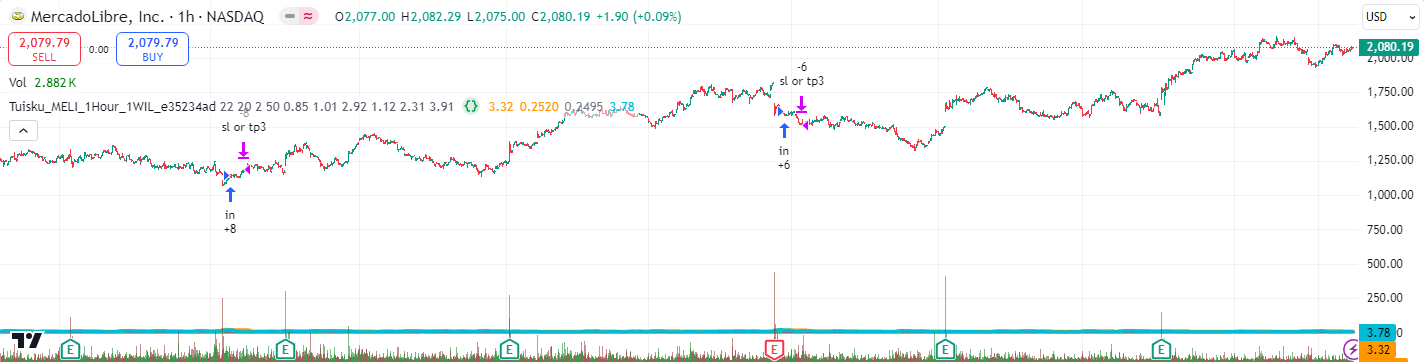 MercadoLibre, Inc. · 1h · NASDAQ O2,077.00 H2,082.29 L2,075.00 C2,080.19 +1.90 (+0.09%) USD
2,079.79 0.00 2,079.79
SELL BUY
2,080.19
2,000.00
Vol 2.882 K
-6
sl or tp3
1,750.00
Tuisku_MELI_1Hour_1WIL_e35234ad 22 20 2 50 0.85 1.01 2.92 1.12 2.31 3.91 3.32 0.2520 0.2495 3.78
-8
sl or tp3
1,500.00
in
+6
1,250.00
1,000.00
in
+8
750.00
500.00
250.00
3.78
3.32
E E E E E E